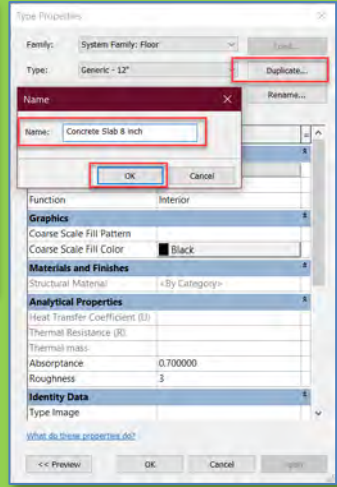 Type Properties
Family: System Family: Floor Load...
Type: Generic - 12" Duplicate...
Rename...
Name
Name: Concrete Slab 8 inch
=
OK Cancel
Function Interior
Graphics
Coarse Scale Fill Pattern
Coarse Scale Fill Color Black
Materials and Finishes
Structural Material <By Category>
Analytical Properties
Heat Transfer Coefficient (U)
Thermal Resistance (R)
Thermal mass
Absorptance 0.700000
Roughness 3
Identity Data
Type Image
What do these properties do?
<< Preview OK Cancel Apply